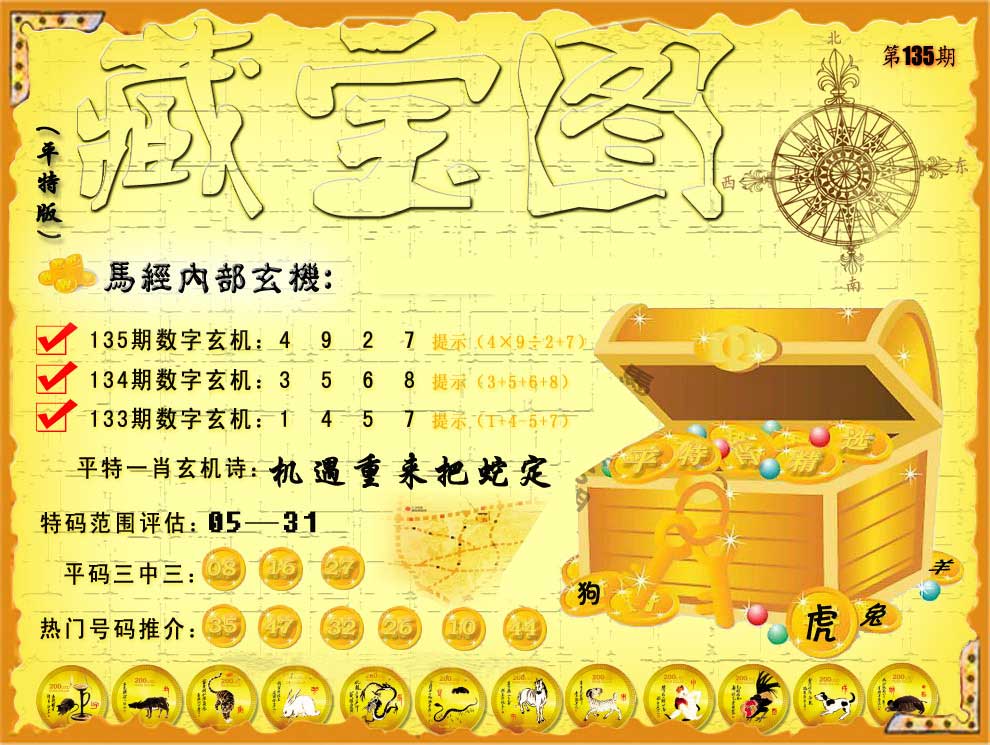 藏宝图
第135期
(平特版)
北
西
东
南
馬經內部玄機:
135期数字玄机: 4 9 2 7 提示(4×9÷2+7)
134期数字玄机: 3 5 6 8 提示(3+5+6+8)
133期数字玄机: 1 4 5 7 提示(1+4-5+7)
平特一肖玄机诗: 机遇重来把蛇定
特码范围评估: 05—31
平码三中三: 08 16 27
热门号码推介: 35 47 32 26 10 44
平特肖精选
馬
狗
虎
兔
羊